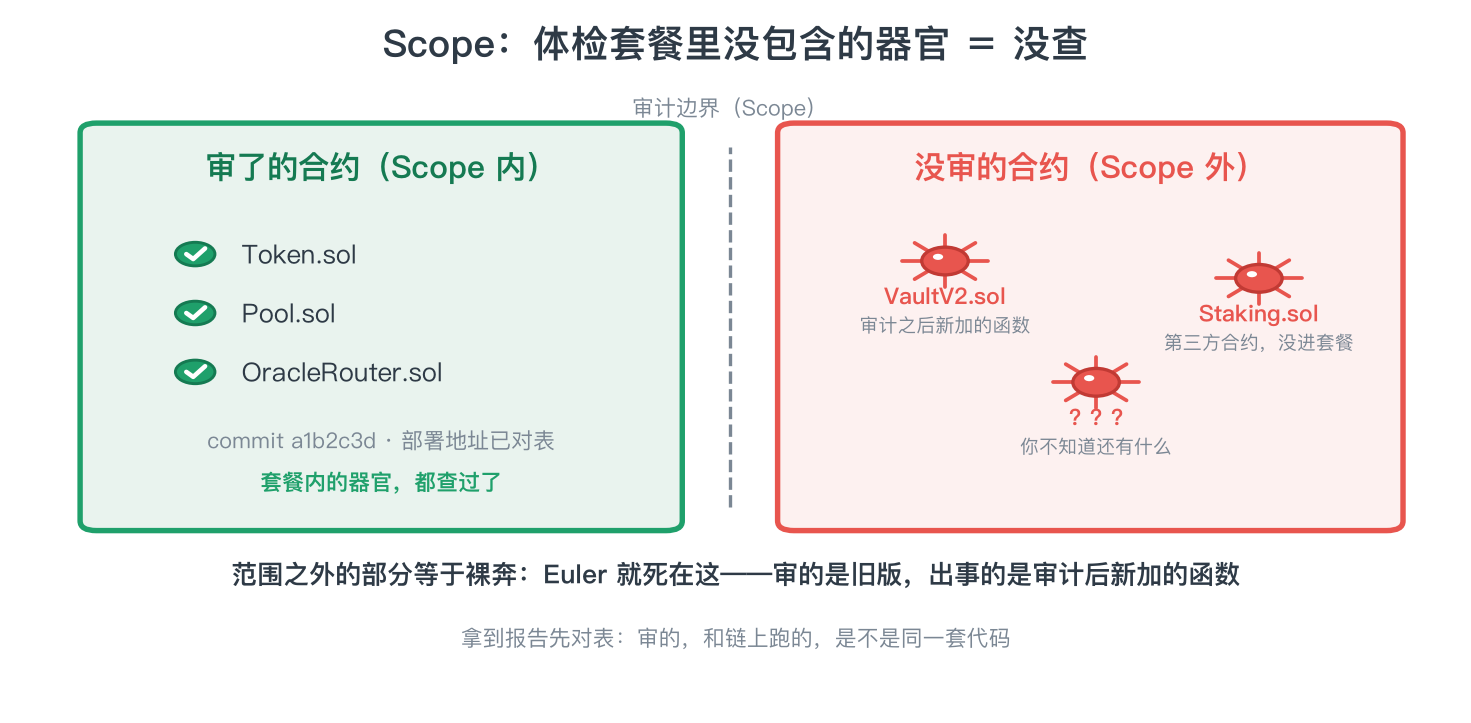 Scope：体检套餐里没包含的器官 = 没查
审计边界（Scope）
审了的合约（Scope 内）
Token.sol
Pool.sol
OracleRouter.sol
commit a1b2c3d · 部署地址已对表
套餐内的器官，都查过了
没审的合约（Scope 外）
VaultV2.sol
审计之后新加的函数
Staking.sol
第三方合约，没进套餐
? ? ?
你不知道还有什么
范围之外的部分等于裸奔：Euler 就死在这——审的是旧版，出事的是审计后新加的函数
拿到报告先对表：审的，和链上跑的，是不是同一套代码